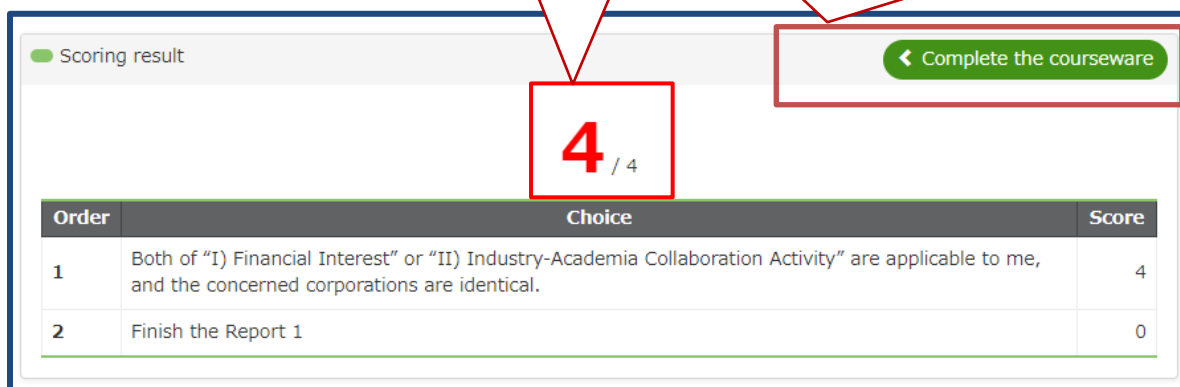 Scoring result
Complete the courseware
4 / 4
Order Choice Score
1 Both of “I) Financial Interest” or “II) Industry-Academia Collaboration Activity” are applicable to me, and the concerned corporations are identical. 4
2 Finish the Report 1 0